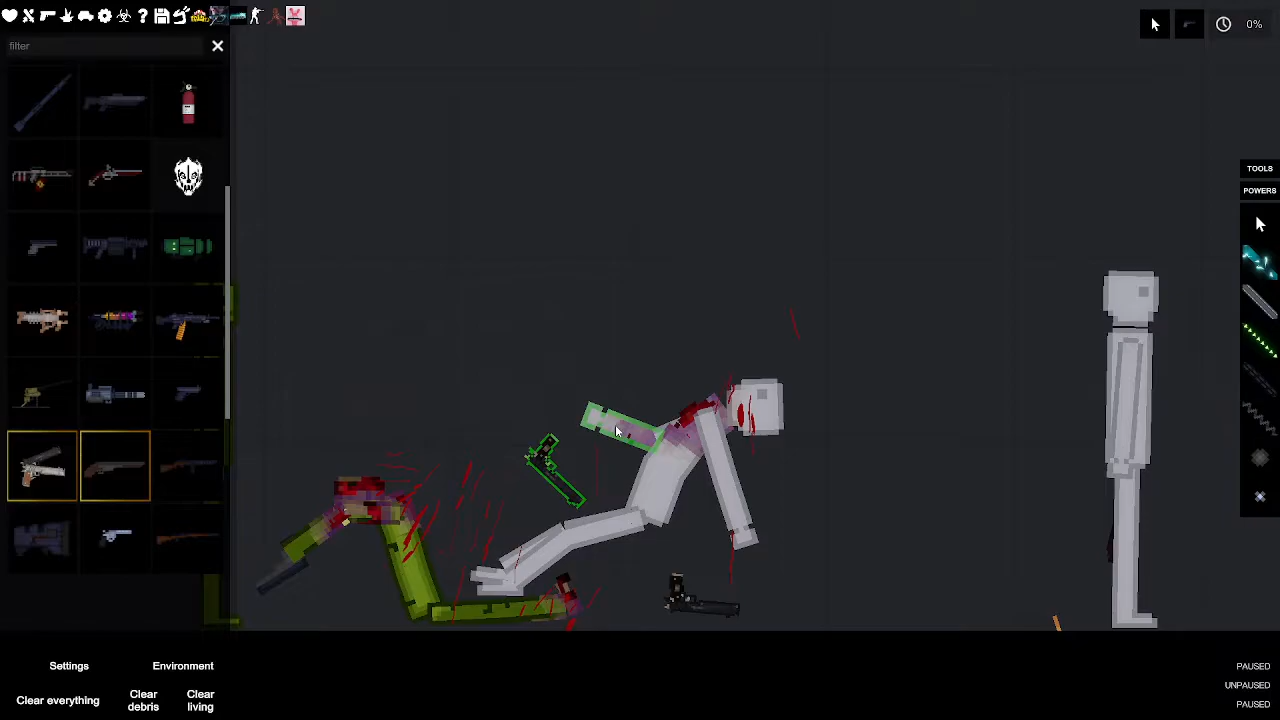 0%
filter
TOOLS
POWERS
Settings
Environment
Clear everything
Clear
debris
Clear
living
PAUSED
UNPAUSED
PAUSED